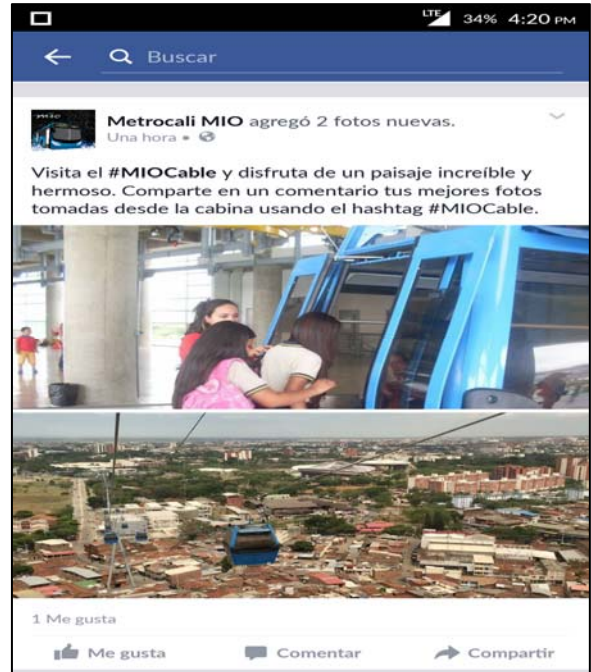 LTE 34% 4:20 PM
Buscar
Metrocali MIO agregó 2 fotos nuevas.
Una hora •
Visita el #MIOCable y disfruta de un paisaje increíble y
hermoso. Comparte en un comentario tus mejores fotos
tomadas desde la cabina usando el hashtag #MIOCable.
1 Me gusta
Me gusta Comentar Compartir